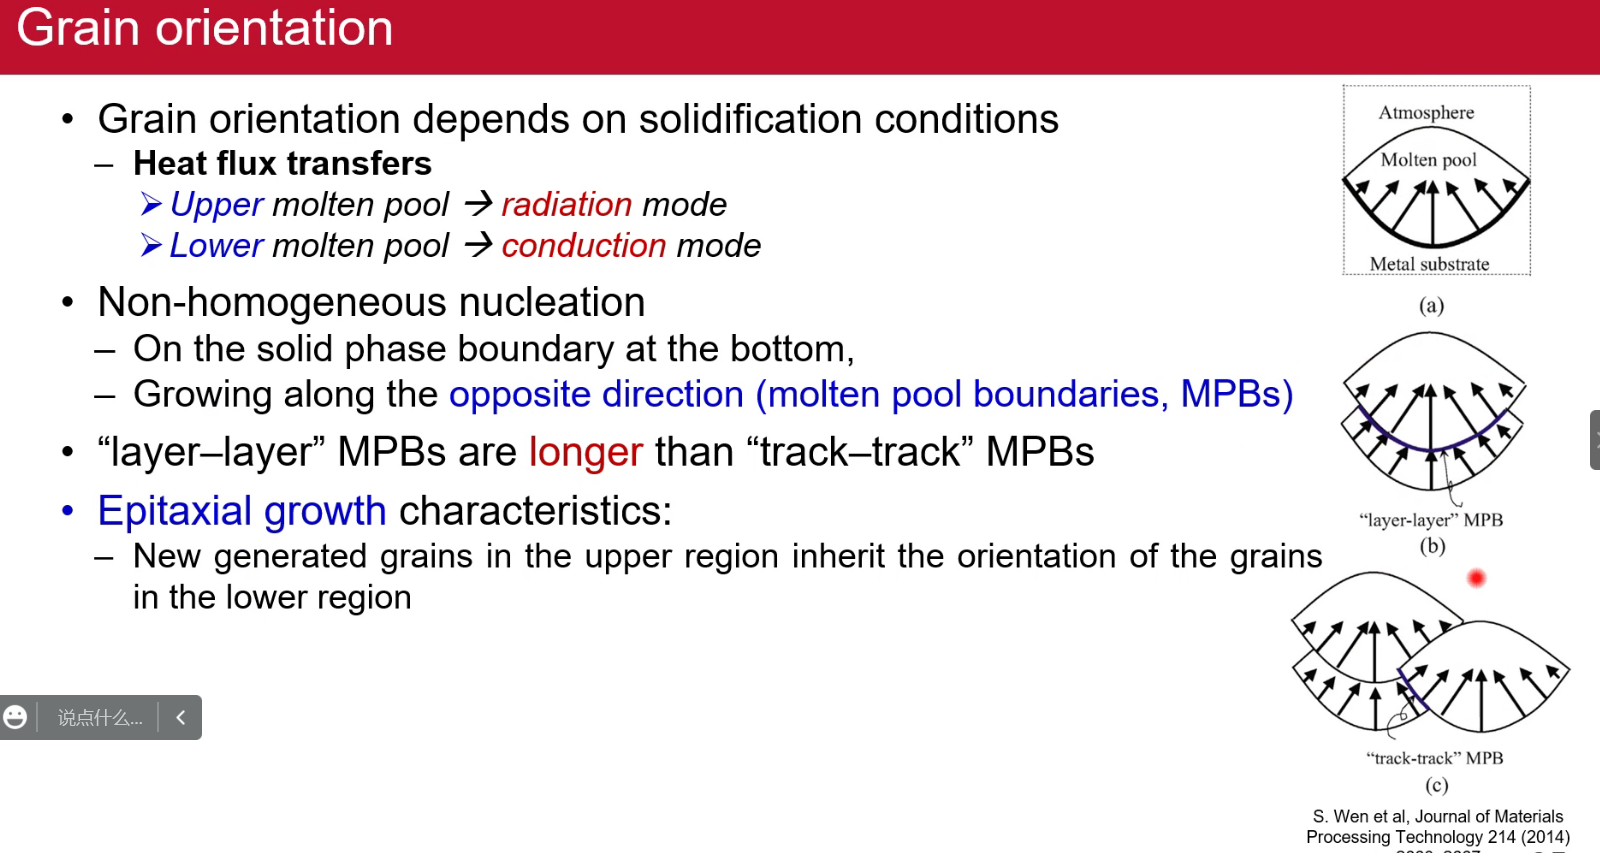 Grain orientation
• Grain orientation depends on solidification conditions
– Heat flux transfers
➢ Upper molten pool → radiation mode
➢ Lower molten pool → conduction mode
• Non-homogeneous nucleation
– On the solid phase boundary at the bottom,
– Growing along the opposite direction (molten pool boundaries, MPBs)
• “layer–layer” MPBs are longer than “track–track” MPBs
• Epitaxial growth characteristics:
– New generated grains in the upper region inherit the orientation of the grains
in the lower region
说点什么...
Atmosphere
Molten pool
Metal substrate
(a)
“layer-layer” MPB
(b)
“track-track” MPB
(c)
S. Wen et al, Journal of Materials
Processing Technology 214 (2014)